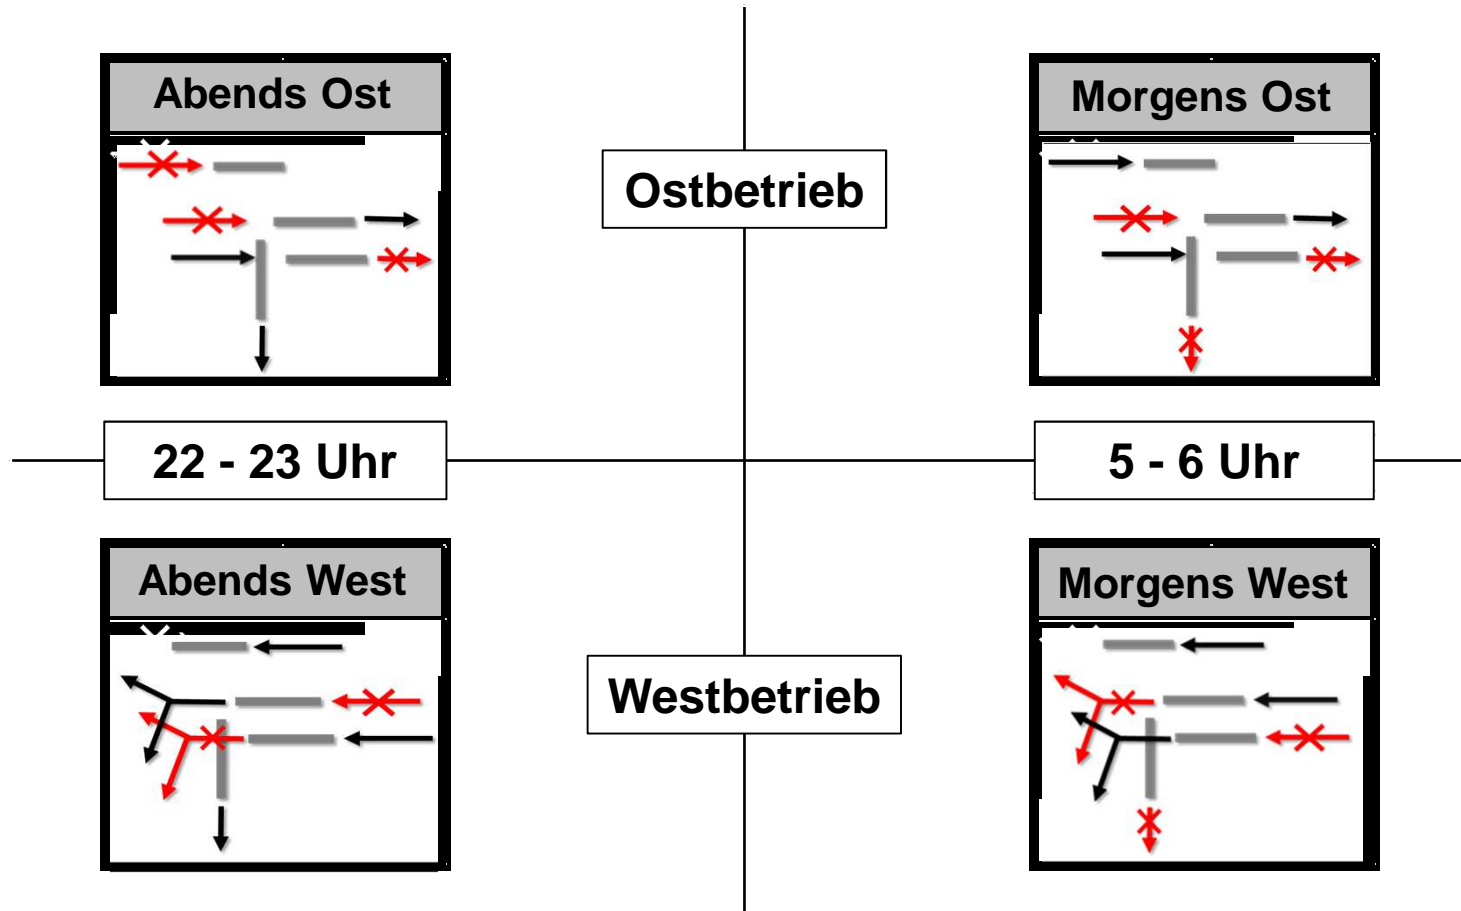 Abends Ost
Morgens Ost
Ostbetrieb
22 - 23 Uhr
5 - 6 Uhr
Abends West
Morgens West
Westbetrieb